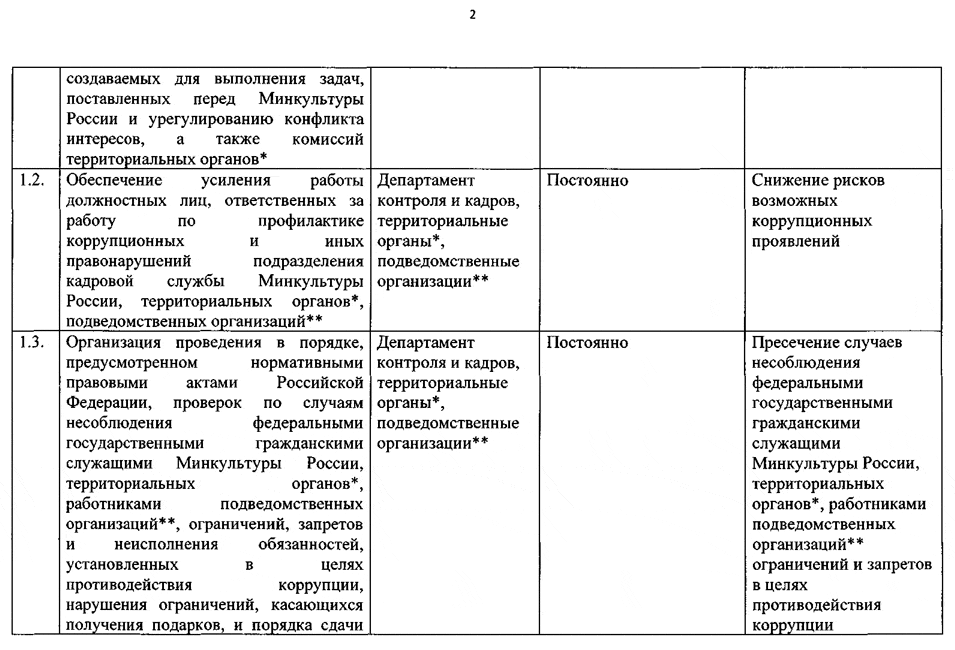 2
создаваемых для выполнения задач,
поставленных перед Минкультуры
России и урегулированию конфликта
интересов, а также комиссий
территориальных органов*
1.2.
Обеспечение усиления работы
должностных лиц, ответственных за
работу по профилактике
коррупционных и иных
правонарушений подразделения
кадровой службы Минкультуры
России, территориальных органов*,
подведомственных организаций**
Департамент
контроля и кадров,
территориальные
органы*,
подведомственные
организации**
Постоянно
Снижение рисков
возможных
коррупционных
проявлений
1.3.
Организация проведения в порядке,
предусмотренном нормативными
правовыми актами Российской
Федерации, проверок по случаям
несоблюдения федеральными
государственными гражданскими
служащими Минкультуры России,
территориальных органов*,
работниками подведомственных
организаций**, ограничений, запретов
и неисполнения обязанностей,
установленных в целях
противодействия коррупции,
нарушения ограничений, касающихся
получения подарков, и порядка сдачи
Департамент
контроля и кадров,
территориальные
органы*,
подведомственные
организации**
Постоянно
Пресечение случаев
несоблюдения
федеральными
государственными
гражданскими
служащими
Минкультуры России,
территориальных
органов*, работниками
подведомственных
организаций**
ограничений и запретов
в целях
противодействия
коррупции